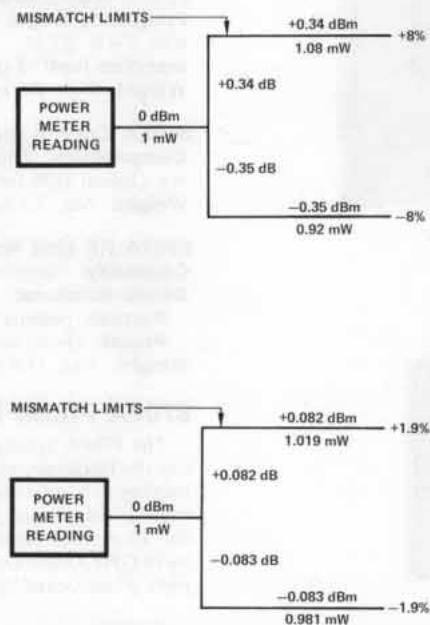 MISMATCH LIMITS
+0.34 dBm
1.08 mW
+8%
+0.34 dB
POWER
METER
READING
0 dBm
1 mW
−0.35 dB
−0.35 dBm
0.92 mW
−8%
MISMATCH LIMITS
+0.082 dBm
1.019 mW
+1.9%
+0.082 dB
POWER
METER
READING
0 dBm
1 mW
−0.083 dB
−0.083 dBm
0.981 mW
−1.9%